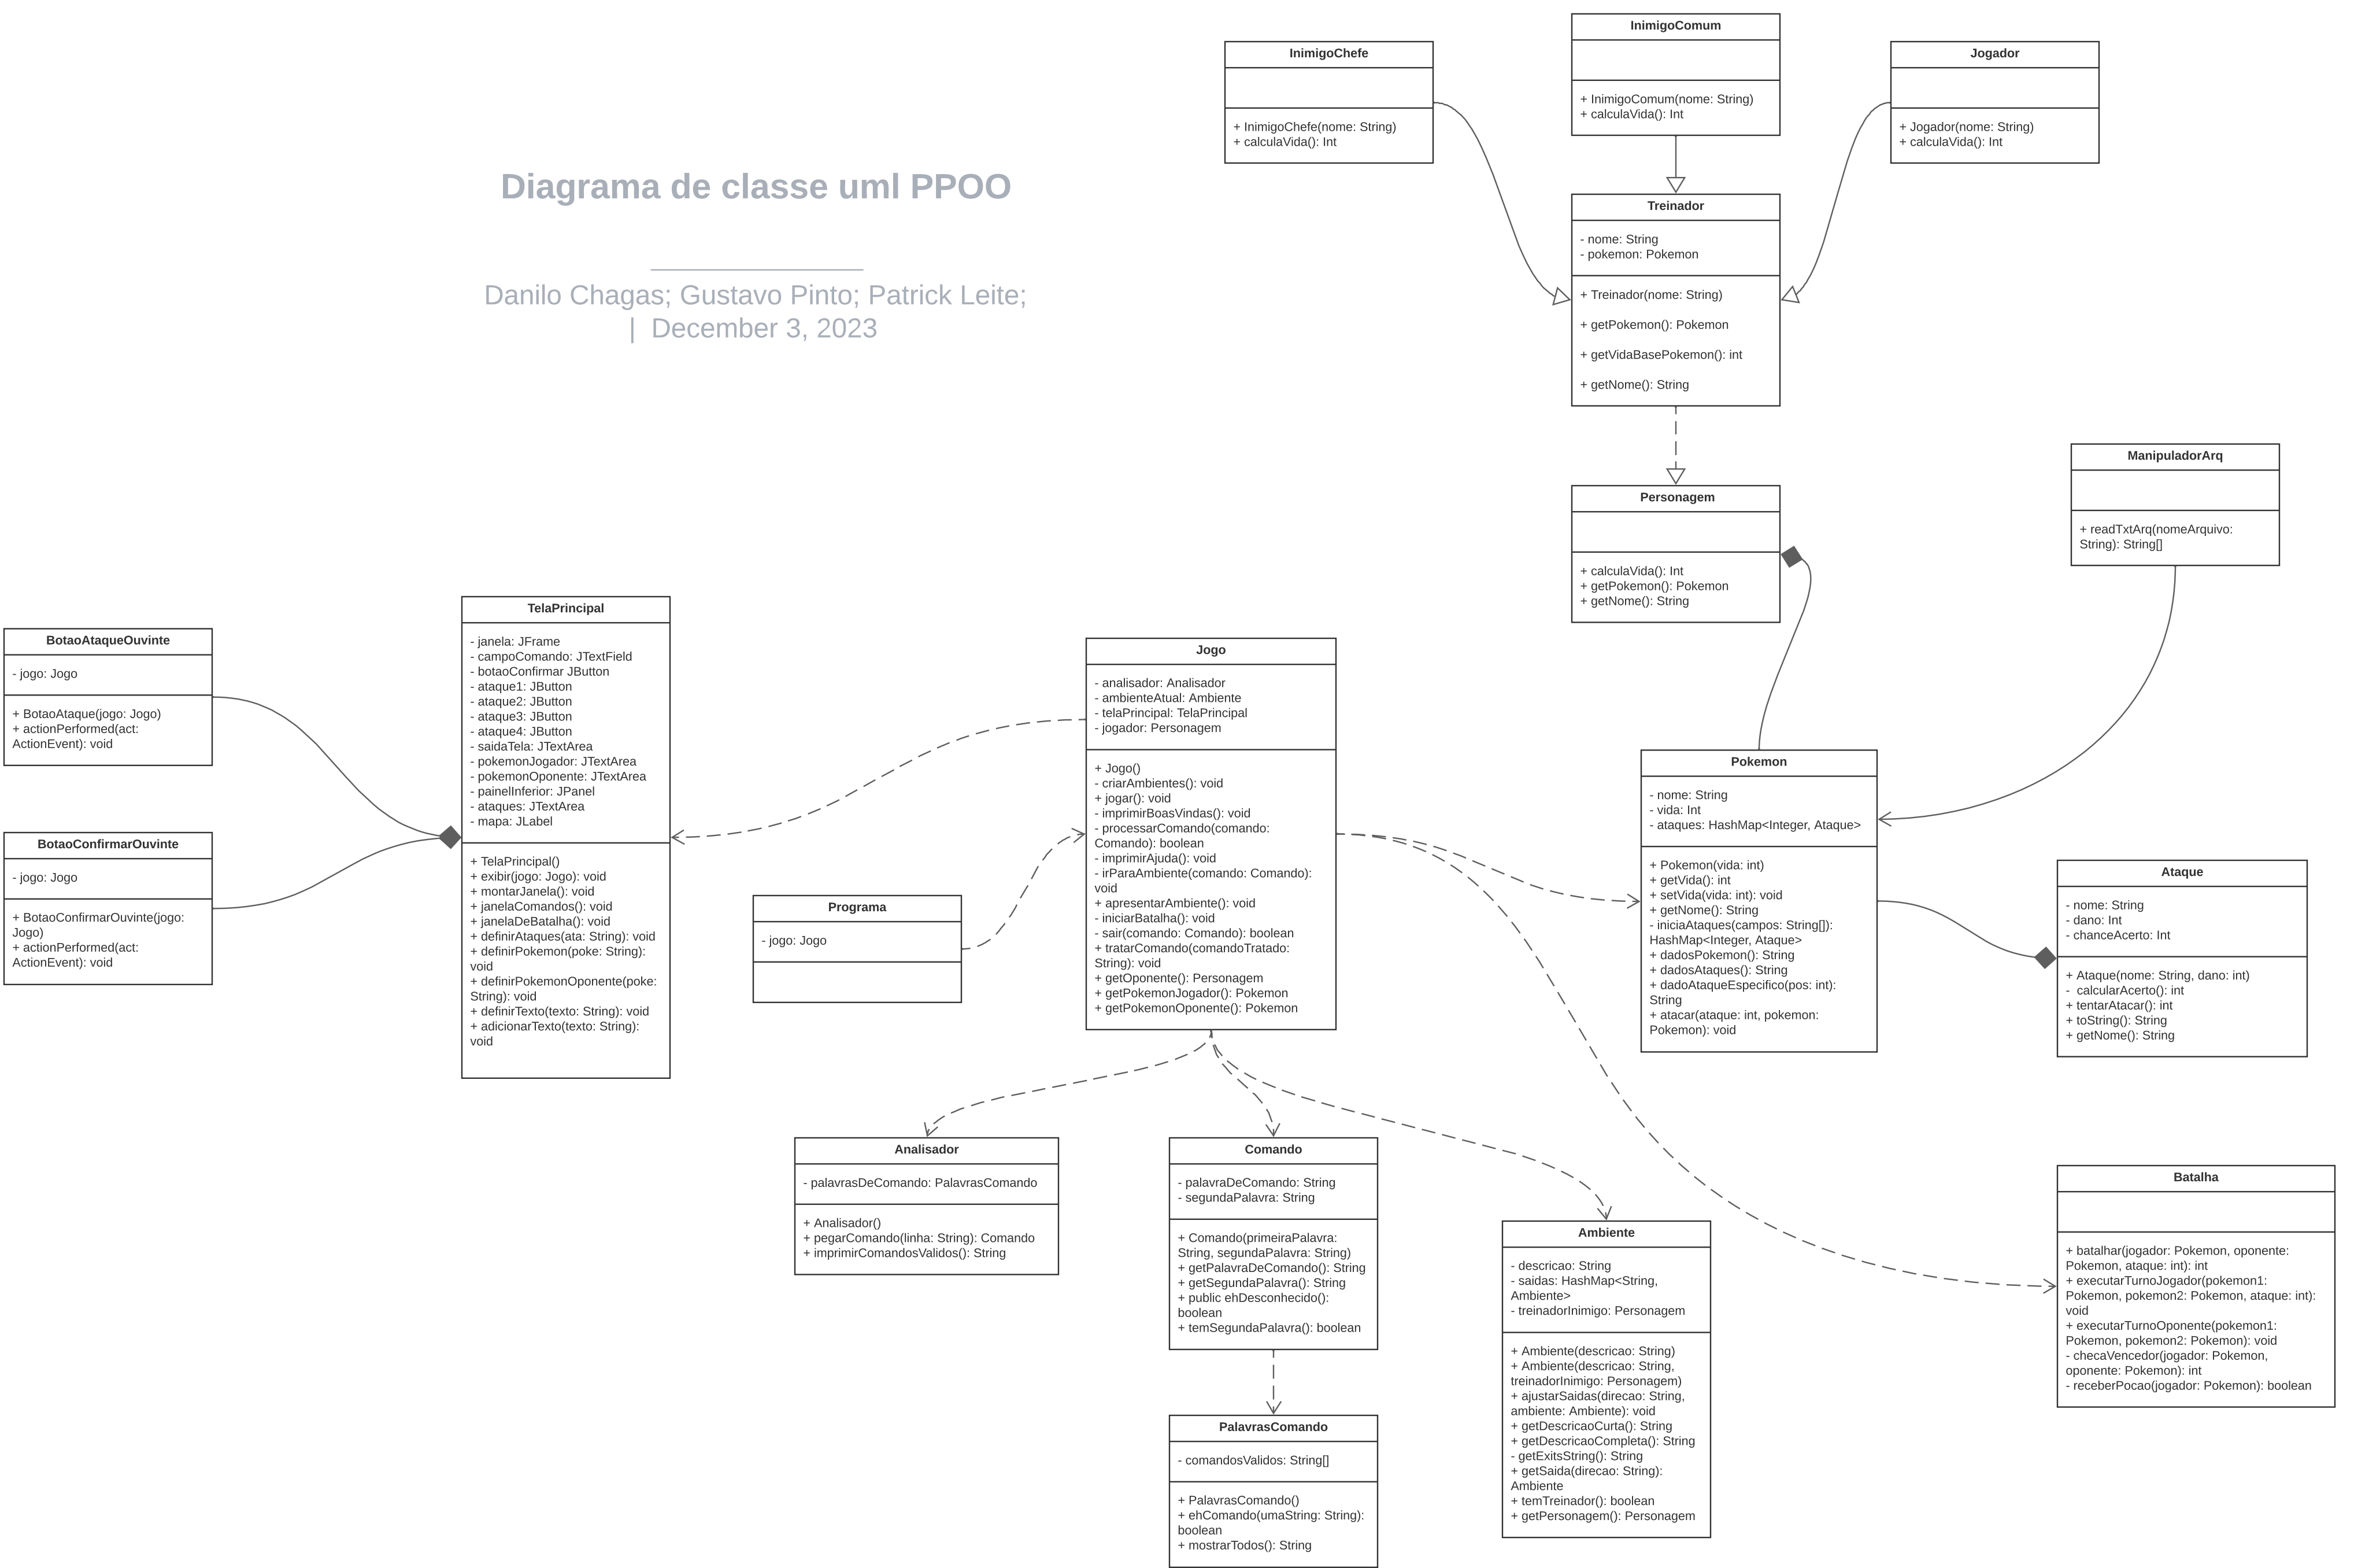 Diagrama de classe uml PPOO
Danilo Chagas; Gustavo Pinto; Patrick Leite;
| December 3, 2023
InimigoChefe
+ InimigoChefe(nome: String)
+ calculaVida(): Int
InimigoComum
+ InimigoComum(nome: String)
+ calculaVida(): Int
Jogador
+ Jogador(nome: String)
+ calculaVida(): Int
Treinador
- nome: String
- pokemon: Pokemon
+ Treinador(nome: String)
+ getPokemon(): Pokemon
+ getVidaBasePokemon(): int
+ getNome(): String
Personagem
+ calculaVida(): Int
+ getPokemon(): Pokemon
+ getNome(): String
ManipuladorArq
+ readTxtArq(nomeArquivo:
String): String[]
BotaoAtaqueOuvinte
- jogo: Jogo
+ BotaoAtaque(jogo: Jogo)
+ actionPerformed(act:
ActionEvent): void
BotaoConfirmarOuvinte
- jogo: Jogo
+ BotaoConfirmarOuvinte(jogo:
Jogo)
+ actionPerformed(act:
ActionEvent): void
TelaPrincipal
- janela: JFrame
- campoComando: JTextField
- botaoConfirmar JButton
- ataque1: JButton
- ataque2: JButton
- ataque3: JButton
- ataque4: JButton
- saidaTela: JTextArea
- pokemonJogador: JTextArea
- pokemonOponente: JTextArea
- painelInferior: JPanel
- ataques: JTextArea
- mapa: JLabel
+ TelaPrincipal()
+ exibir(jogo: Jogo): void
+ montarJanela(): void
+ janelaComandos(): void
+ janelaDeBatalha(): void
+ definirAtaques(ata: String): void
+ definirPokemon(poke: String):
void
+ definirPokemonOponente(poke:
String): void
+ definirTexto(texto: String): void
+ adicionarTexto(texto: String):
void
Programa
- jogo: Jogo
Jogo
- analisador: Analisador
- ambienteAtual: Ambiente
- telaPrincipal: TelaPrincipal
- jogador: Personagem
+ Jogo()
- criarAmbientes(): void
+ jogar(): void
- imprimirBoasVindas(): void
- processarComando(comando:
Comando): boolean
- imprimirAjuda(): void
- irParaAmbiente(comando: Comando):
void
+ apresentarAmbiente(): void
- iniciarBatalha(): void
- sair(comando: Comando): boolean
+ tratarComando(comandoTratado:
String): void
+ getOponente(): Personagem
+ getPokemonJogador(): Pokemon
+ getPokemonOponente(): Pokemon
Pokemon
- nome: String
- vida: Int
- ataques: HashMap<Integer, Ataque>
+ Pokemon(vida: int)
+ getVida(): int
+ setVida(vida: int): void
+ getNome(): String
- iniciaAtaques(campos: String[]):
HashMap<Integer, Ataque>
+ dadosPokemon(): String
+ dadosAtaques(): String
+ dadoAtaqueEspecifico(pos: int):
String
+ atacar(ataque: int, pokemon:
Pokemon): void
Ataque
- nome: String
- dano: Int
- chanceAcerto: Int
+ Ataque(nome: String, dano: int)
- calcularAcerto(): int
+ tentarAtacar(): int
+ toString(): String
+ getNome(): String
Analisador
- palavrasDeComando: PalavrasComando
+ Analisador()
+ pegarComando(linha: String): Comando
+ imprimirComandosValidos(): String
Comando
- palavraDeComando: String
- segundaPalavra: String
+ Comando(primeiraPalavra:
String, segundaPalavra: String)
+ getPalavraDeComando(): String
+ getSegundaPalavra(): String
+ public ehDesconhecido():
boolean
+ temSegundaPalavra(): boolean
PalavrasComando
- comandosValidos: String[]
+ PalavrasComando()
+ ehComando(umaString: String):
boolean
+ mostrarTodos(): String
Ambiente
- descricao: String
- saidas: HashMap<String,
Ambiente>
- treinadorInimigo: Personagem
+ Ambiente(descricao: String)
+ Ambiente(descricao: String,
treinadorInimigo: Personagem)
+ ajustarSaidas(direcao: String,
ambiente: Ambiente): void
+ getDescricaoCurta(): String
+ getDescricaoCompleta(): String
- getExitsString(): String
+ getSaida(direcao: String):
Ambiente
+ temTreinador(): boolean
+ getPersonagem(): Personagem
Batalha
+ batalhar(jogador: Pokemon, oponente:
Pokemon, ataque: int): int
+ executarTurnoJogador(pokemon1:
Pokemon, pokemon2: Pokemon, ataque: int):
void
+ executarTurnoOponente(pokemon1:
Pokemon, pokemon2: Pokemon): void
- checaVencedor(jogador: Pokemon,
oponente: Pokemon): int
- receberPocao(jogador: Pokemon): boolean